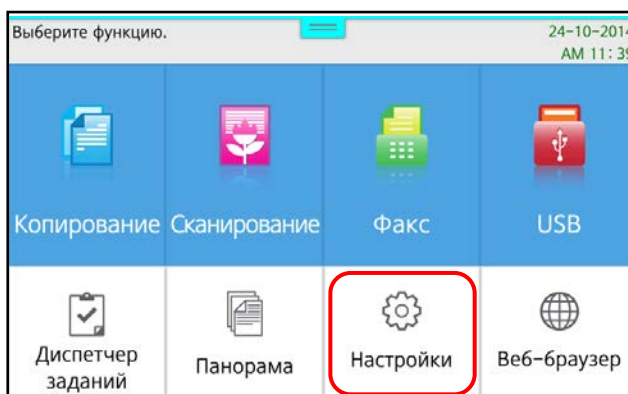 Выберите функцию.
24-10-2014
AM 11:39
Копирование Сканирование Факс USB
Диспетчер заданий
Панорама
Настройки
Веб-браузер